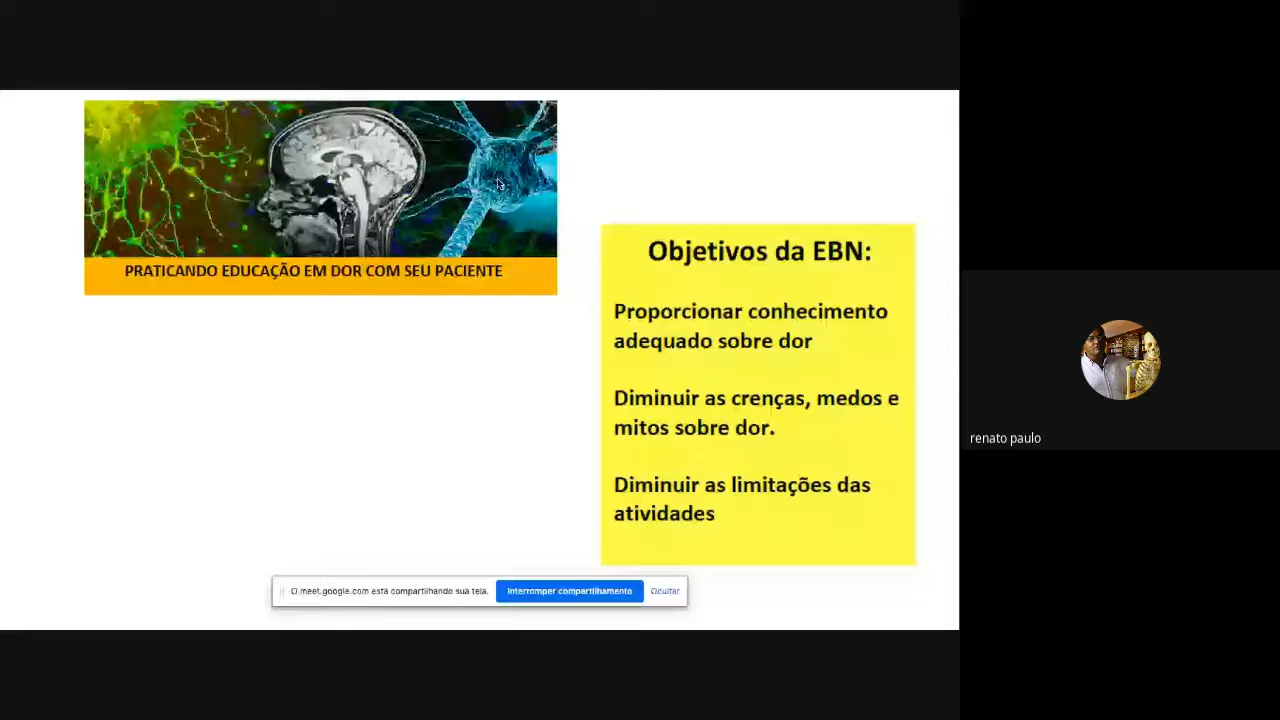 PRATICANDO EDUCAÇÃO EM DOR COM SEU PACIENTE
Objetivos da EBN:
Proporcionar conhecimento
adequado sobre dor
Diminuir as crenças, medos e
mitos sobre dor.
Diminuir as limitações das
atividades
O meet.google.com está compartilhando sua tela.
Interromper compartilhamento
Ocultar
renato paulo